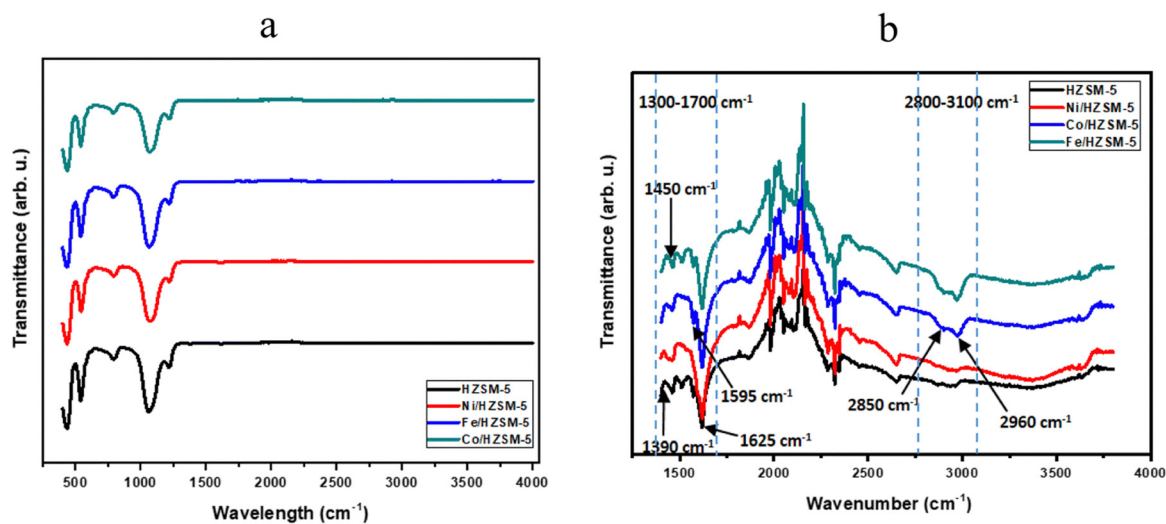 a
Transmittance (arb. u.)
HZSM-5
Ni/HZSM-5
Fe/HZSM-5
Co/HZSM-5
500 1000 1500 2000 2500 3000 3500 4000
Wavelength (cm-1)
b
Transmittance (arb. u.)
1300-1700 cm-1
2800-3100 cm-1
HZSM-5
Ni/HZSM-5
Co/HZSM-5
Fe/HZSM-5
1450 cm-1
1595 cm-1
2850 cm-1
2960 cm-1
1390 cm-1
1625 cm-1
1500 2000 2500 3000 3500 4000
Wavenumber (cm-1)